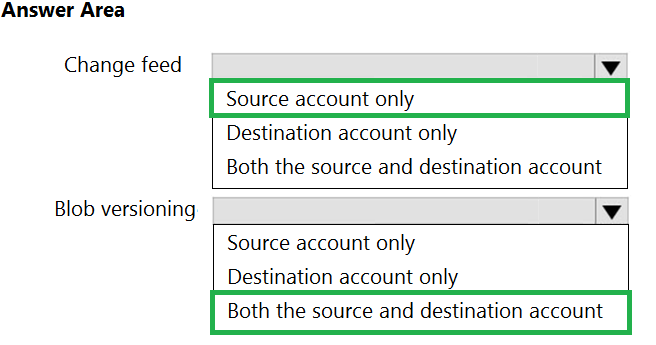 Answer Area
Change feed
Source account only
Destination account only
Both the source and destination account
Blob versioning
Source account only
Destination account only
Both the source and destination account